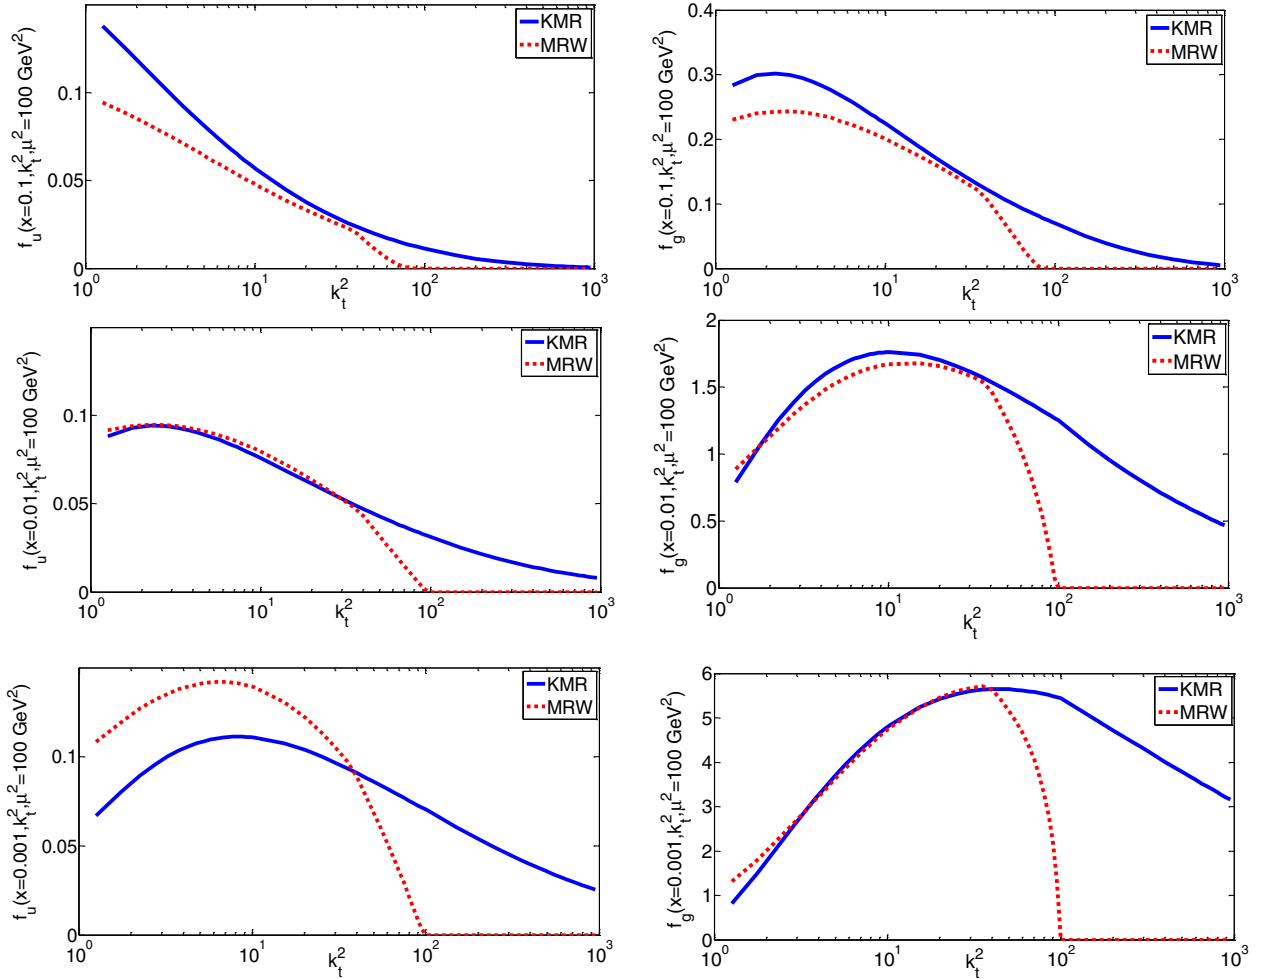 f_u(x=0.1,k_t^2,μ^2=100 GeV^2)
0.1
0.05
0
KMR
MRW
10^0 10^1 10^2 10^3
k_t^2
f_g(x=0.1,k_t^2,μ^2=100 GeV^2)
0.4
0.3
0.2
0.1
0
KMR
MRW
10^0 10^1 10^2 10^3
k_t^2
f_u(x=0.01,k_t^2,μ^2=100 GeV^2)
0.1
0.05
0
KMR
MRW
10^0 10^1 10^2 10^3
k_t^2
f_g(x=0.01,k_t^2,μ^2=100 GeV^2)
2
1.5
1
0.5
0
KMR
MRW
10^0 10^1 10^2 10^3
k_t^2
f_u(x=0.001,k_t^2,μ^2=100 GeV^2)
0.1
0.05
0
KMR
MRW
10^0 10^1 10^2 10^3
k_t^2
f_g(x=0.001,k_t^2,μ^2=100 GeV^2)
6
5
4
3
2
1
0
KMR
MRW
10^0 10^1 10^2 10^3
k_t^2